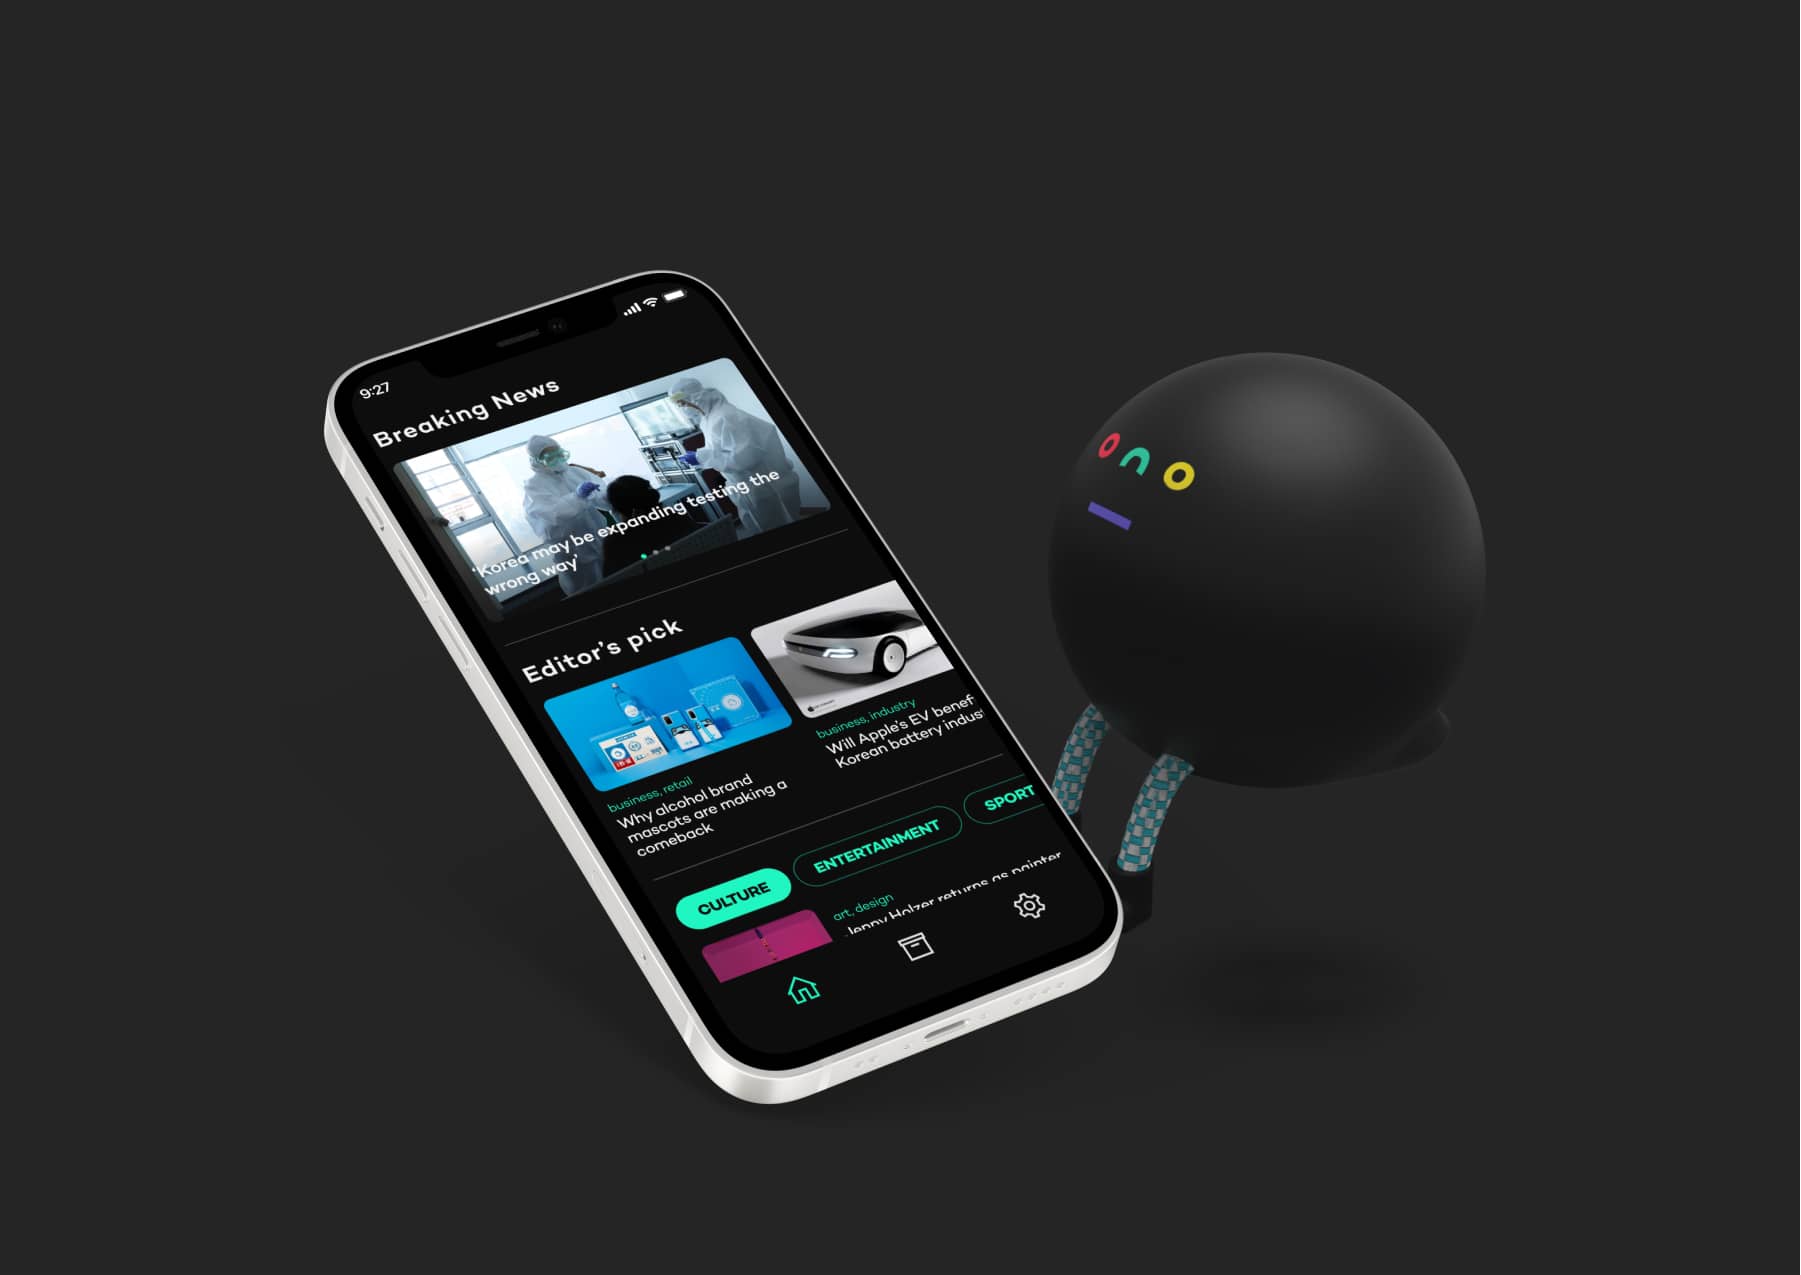 9:27
Breaking News
'Korea may be expanding testing the
wrong way'
Editor's pick
business, retail
Why alcohol brand
mascots are making a
comeback
business, industry
Will Apple's EV benef
Korean battery indus
CULTURE
ENTERTAINMENT
SPORT
art, design
Jenny Holzer returns as painter
ono